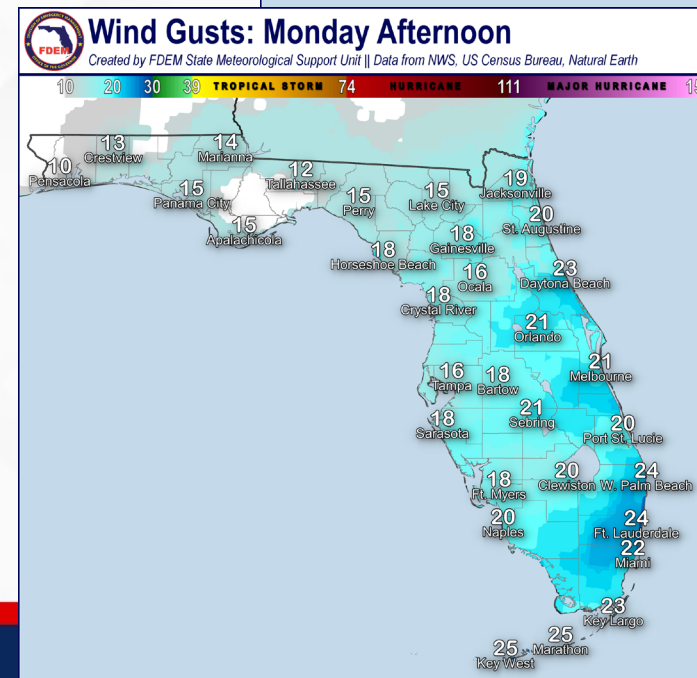 FDEM
Wind Gusts: Monday Afternoon
Created by FDEM State Meteorological Support Unit || Data from NWS, US Census Bureau, Natural Earth
10 20 30 39 TROPICAL STORM 74 HURRICANE 111 MAJOR HURRICANE
13
Crestview
14
Marianna
10
Pensacola
12
Tallahassee
15
Panama City
15
Apalachicola
15
Perry
15
Lake City
19
Jacksonville
20
St. Augustine
18
Gainesville
18
Horseshoe Beach
16
Ocala
23
Daytona Beach
18
Crystal River
21
Orlando
21
Melbourne
16
Tampa
18
Bartow
21
Sebring
18
Sarasota
20
Port St. Lucie
18
Ft. Myers
20
Clewiston
24
W. Palm Beach
20
Naples
24
Ft. Lauderdale
22
Miami
23
Key Largo
25
Marathon
25
Key West